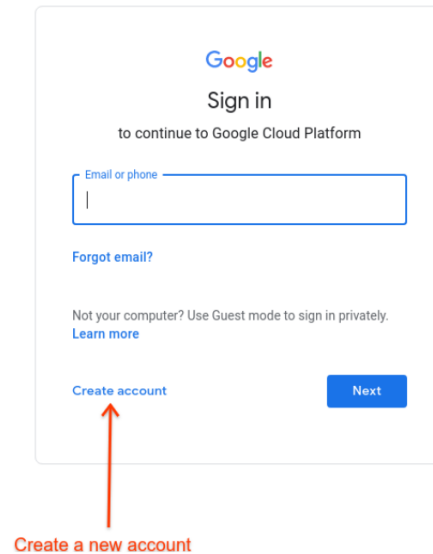 Google
Sign in
to continue to Google Cloud Platform
Email or phone
Forgot email?
Not your computer? Use Guest mode to sign in privately.
Learn more
Create account
Next
Create a new account